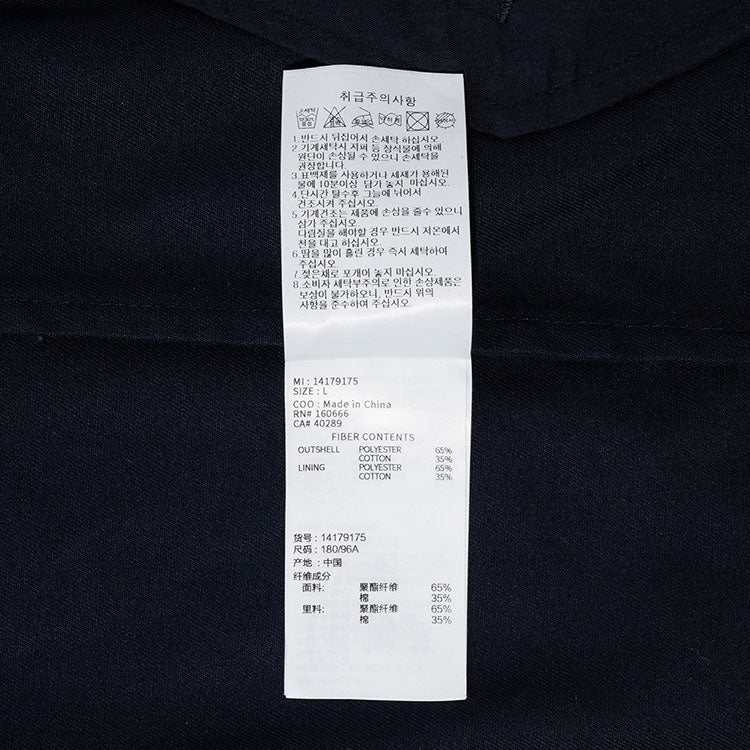 취급주의사항
손세탁
1.반드시 뒤집어서 손세탁 하십시오.
2.기계세탁시 지퍼 등 장식물에 의해
원단이 손상될 수 있으니 손세탁을
권장합니다.
3.표백제를 사용하거나 세제가 용해된
물에 10분이상 담가 놓지 마십시오.
4.단시간 탈수후 그늘에 뉘어서
건조시켜 주십시오.
5.기계건조는 제품에 손상을 줄수 있으니
삼가 주십시오.
다림질을 해야할 경우 반드시 저온에서
천을 대고 하십시오.
6.땀을 많이 흘린 경우 즉시 세탁하여
주십시오.
7.젖은채로 포개어 놓지 마십시오.
8.소비자 세탁부주의로 인한 손상제품은
보상이 불가하오니, 반드시 위의
사항을 준수하여 주십시오.
MI : 14179175
SIZE : L
COO : Made in China
RN# 160666
CA# 40289
FIBER CONTENTS
OUTSHELL POLYESTER 65%
COTTON 35%
LINING POLYESTER 65%
COTTON 35%
货号: 14179175
尺码: 180/96A
产地: 中国
纤维成分
面料: 聚酯纤维 65%
棉 35%
里料: 聚酯纤维 65%
棉 35%